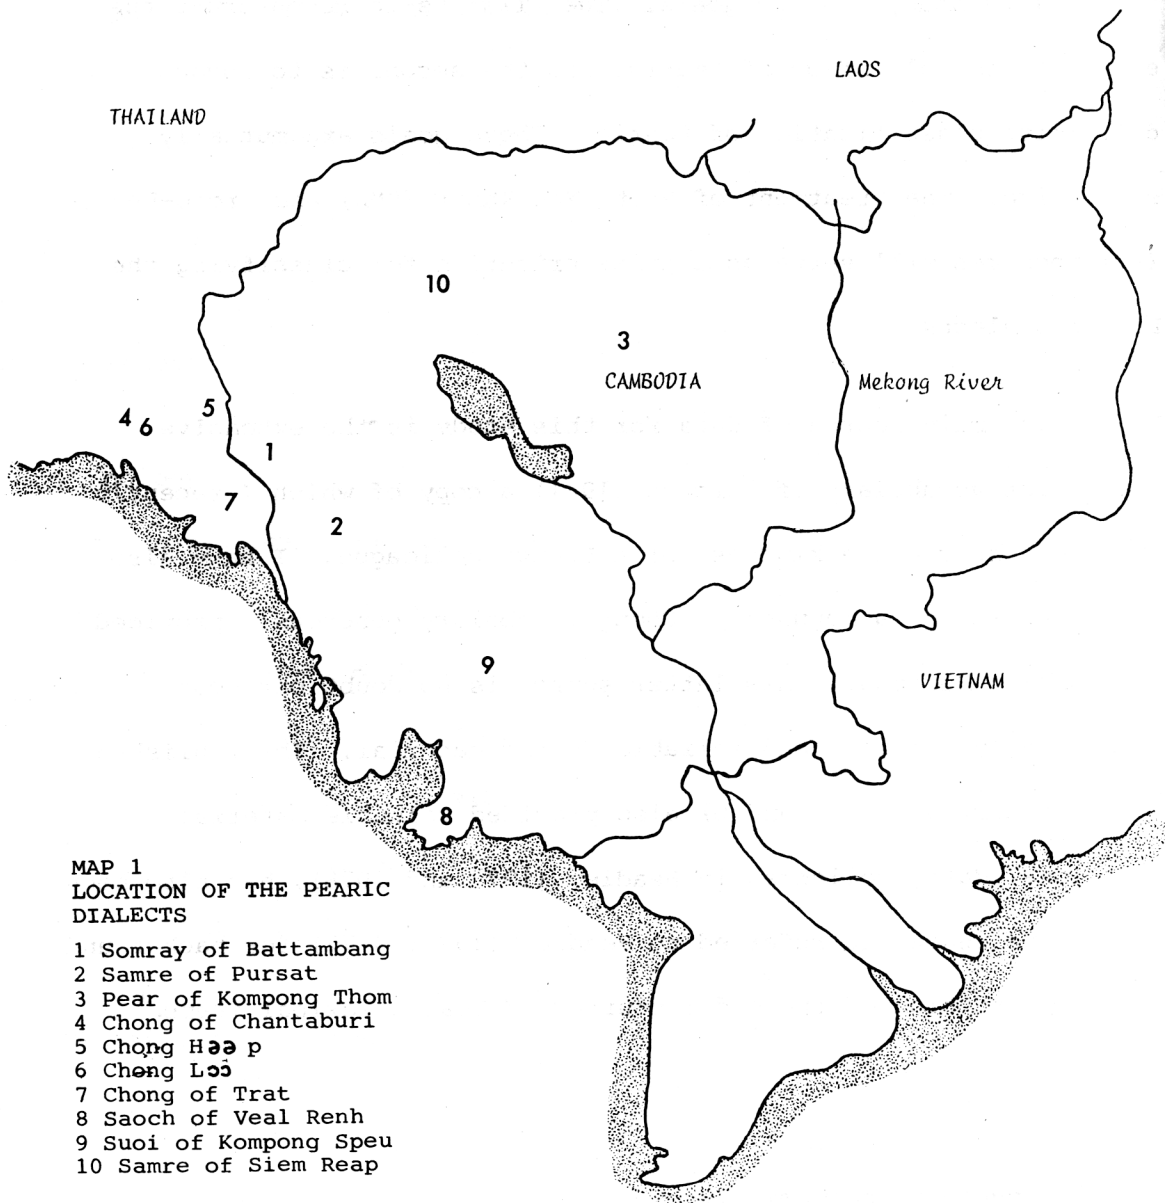 LAOS
THAILAND
10
3
CAMBODIA
Mekong River
5
4
6
1
7
2
9
VIETNAM
8
MAP 1
LOCATION OF THE PEARIC
DIALECTS
1 Somray of Battambang
2 Samre of Pursat
3 Pear of Kompong Thom
4 Chong of Chantaburi
5 Chọng Həə p
6 Chong Lɔɔ̂
7 Chong of Trat
8 Saoch of Veal Renh
9 Suoi of Kompong Speu
10 Samre of Siem Reap